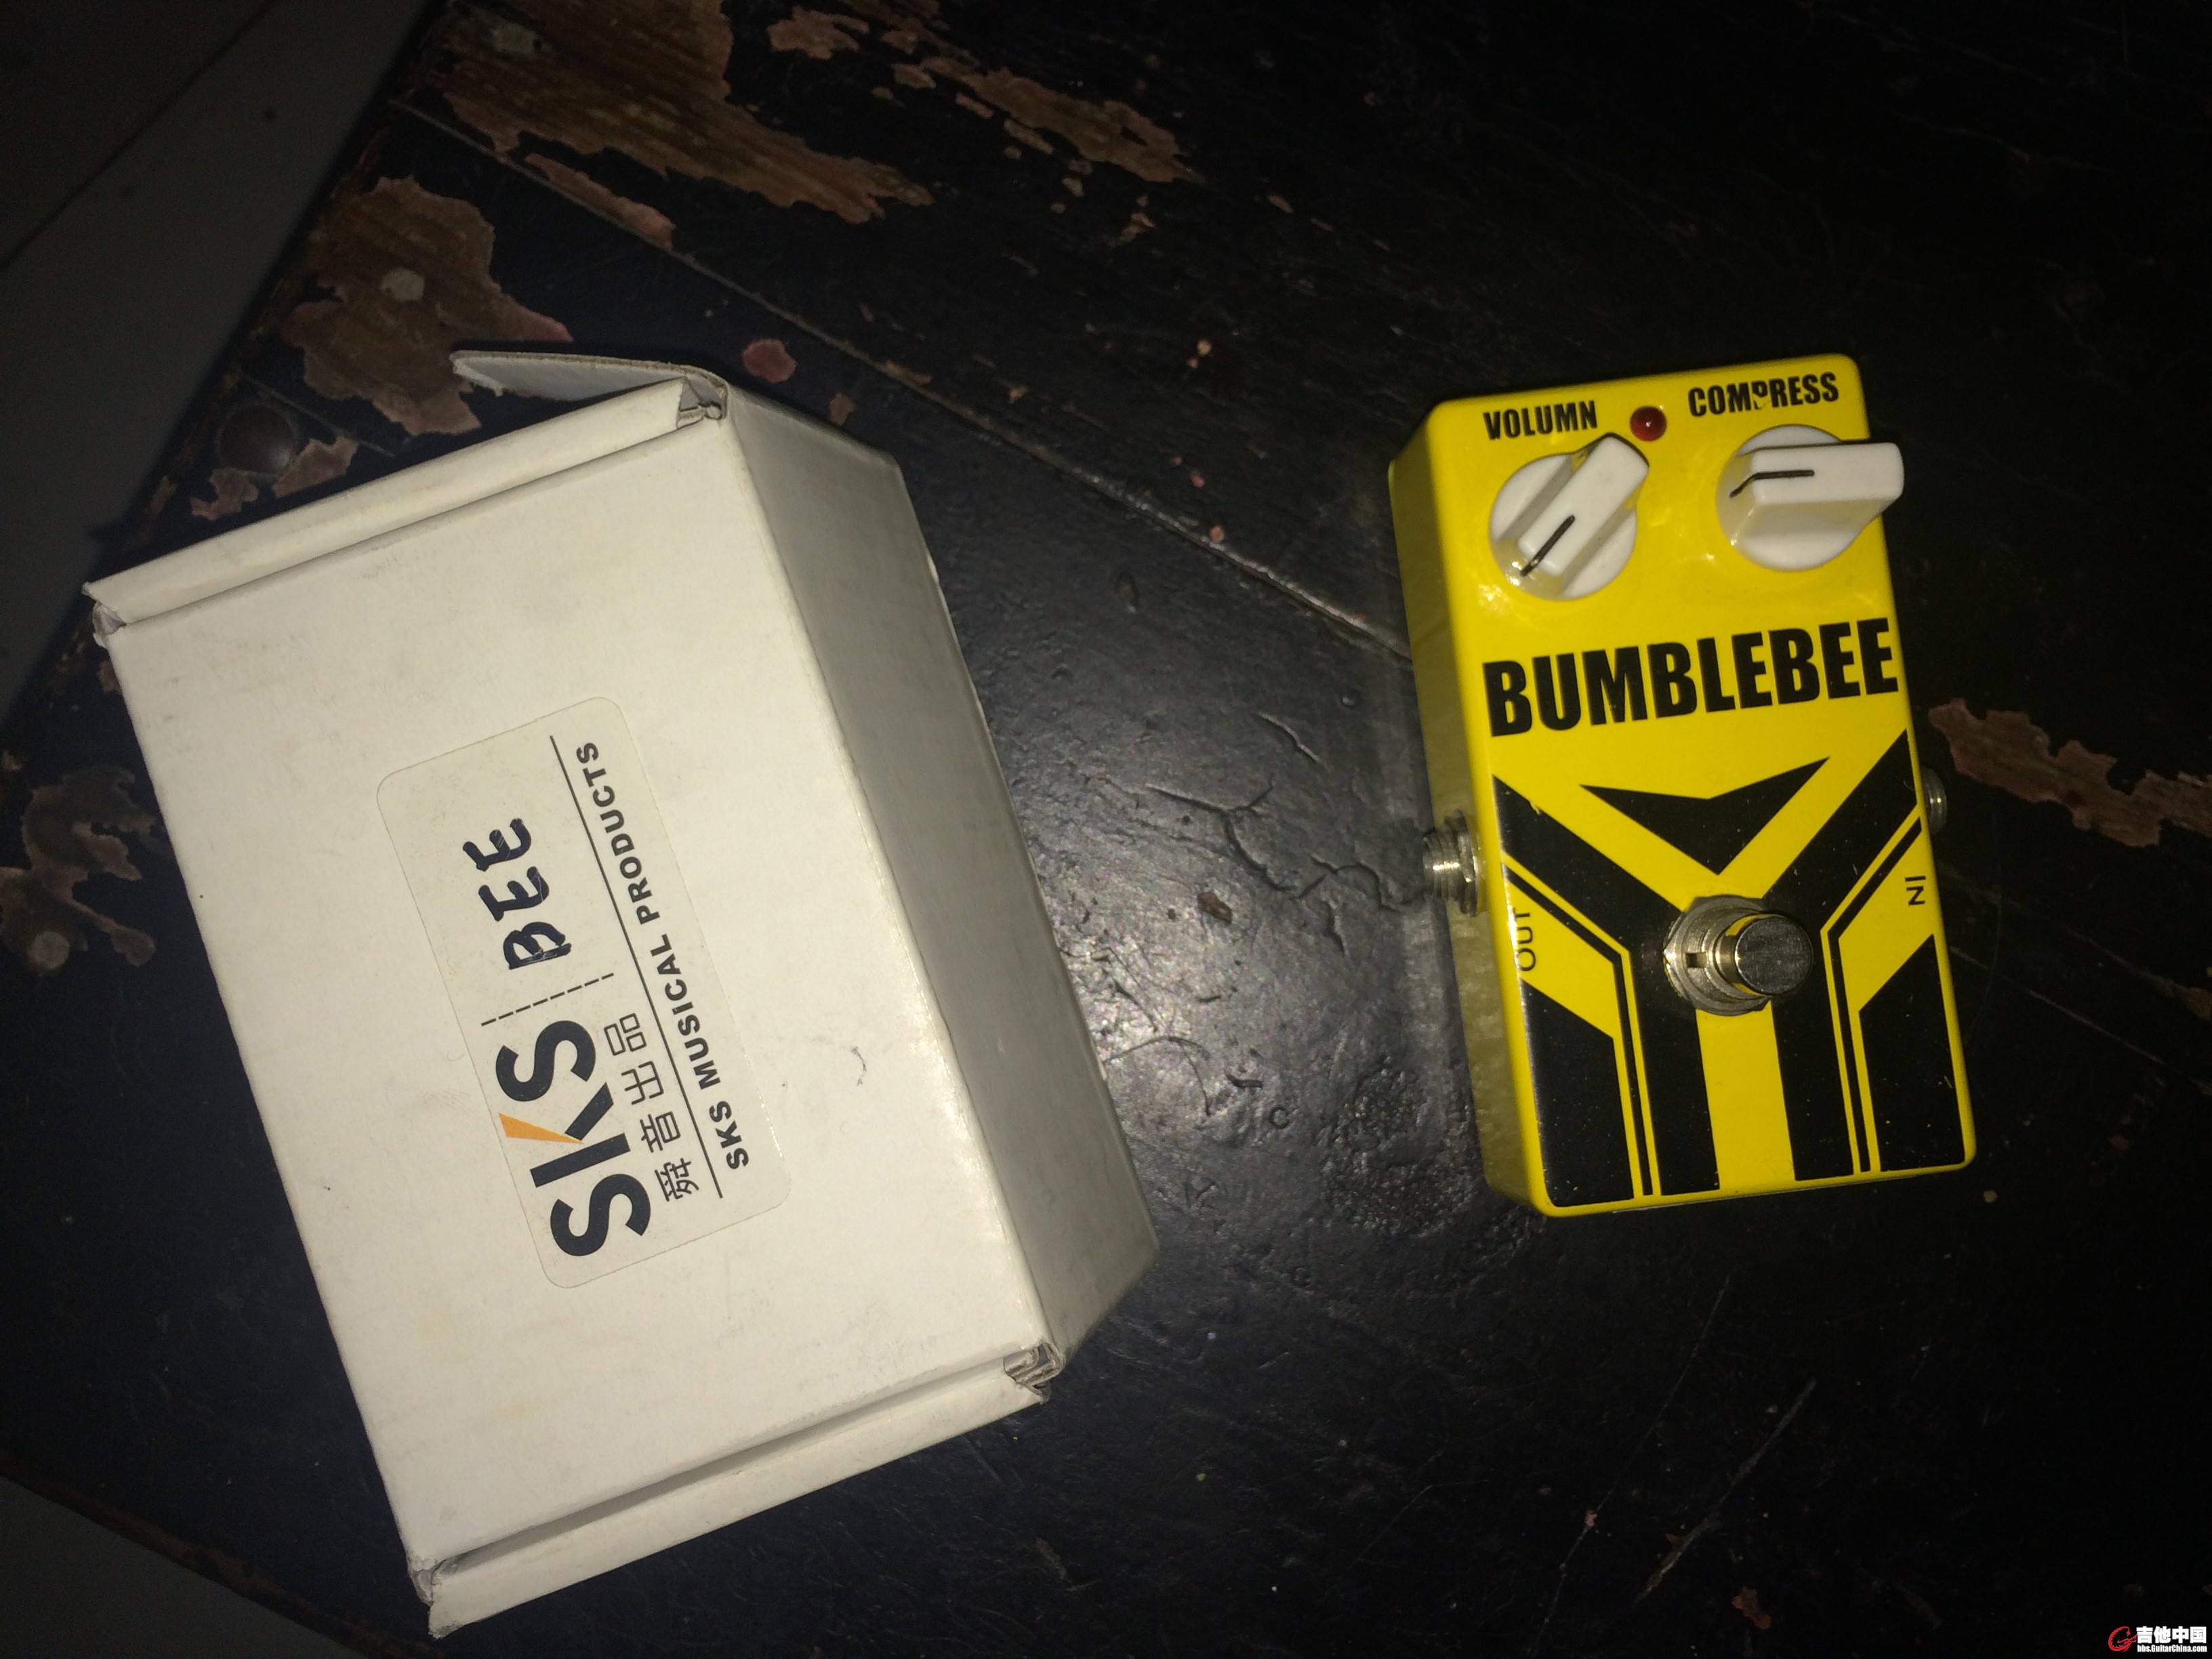 SKS BEE
舜音出品
SKS MUSICAL PRODUCTS
VOLUMN COMPRESS
BUMBLEBEE
OUT IN
吉他中国
bbs.GuitarChina.com